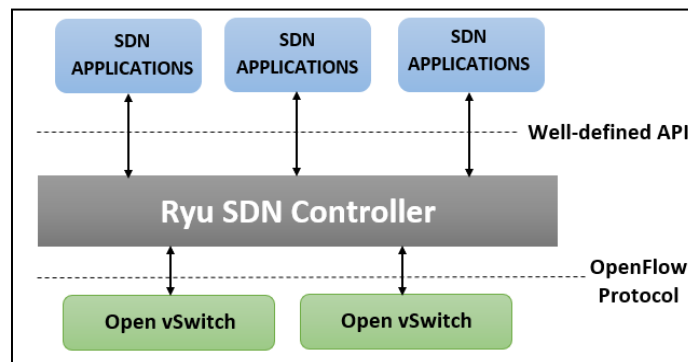 SDN
APPLICATIONS
SDN
APPLICATIONS
SDN
APPLICATIONS
Well-defined API
Ryu SDN Controller
OpenFlow
Protocol
Open vSwitch
Open vSwitch